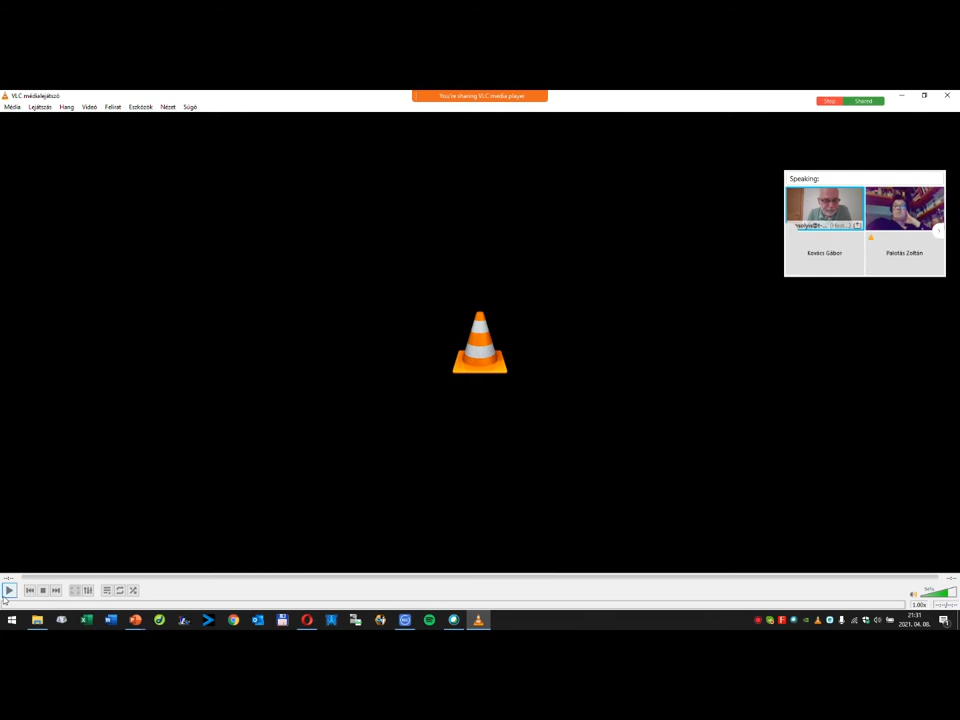 VLC médialejátszó
You're sharing VLC media player
Média Lejátszás Hang Videó Felirat Eszközök Nézet Súgó
Stop Shared
Speaking:
Kovács Gábor
Palotás Zoltán
--:-- --:--
1.00x --:--/--:--
21:31
2021. 04. 08.